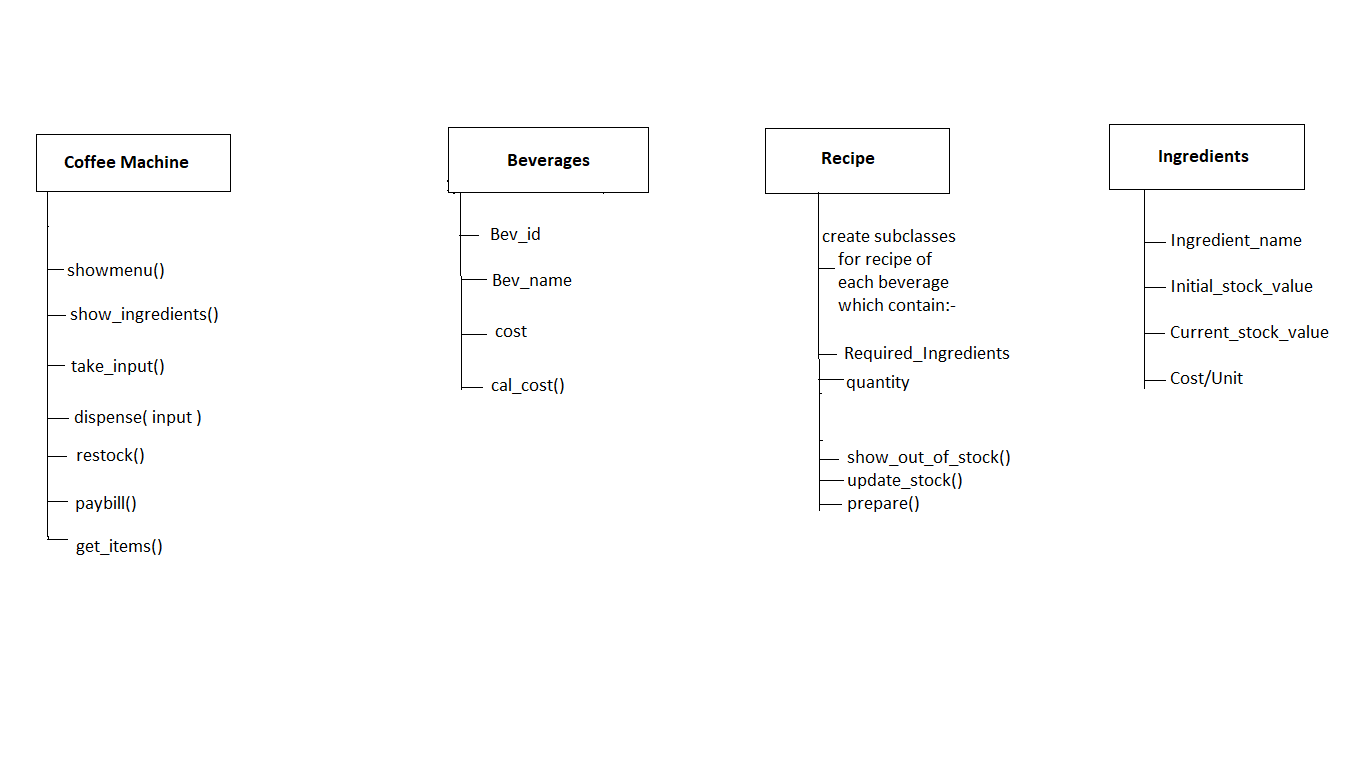 Coffee Machine
showmenu()
show_ingredients()
take_input()
dispense( input )
restock()
paybill()
get_items()
Beverages
Bev_id
Bev_name
cost
cal_cost()
Recipe
create subclasses
for recipe of
each beverage
which contain:-
Required_Ingredients
quantity
show_out_of_stock()
update_stock()
prepare()
Ingredients
Ingredient_name
Initial_stock_value
Current_stock_value
Cost/Unit